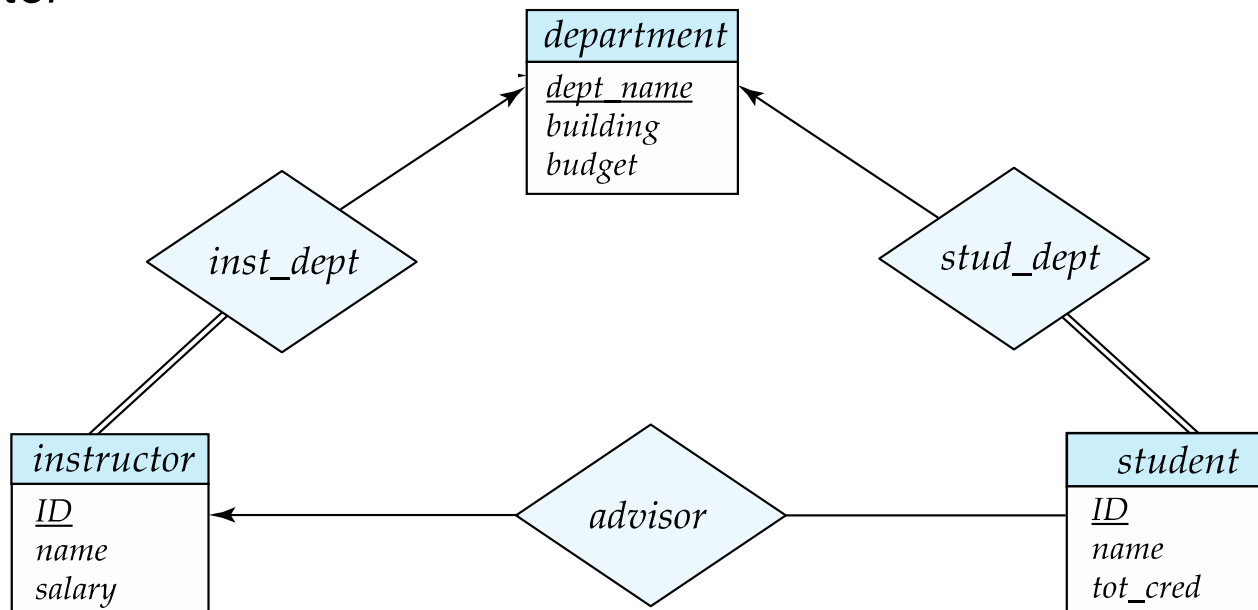 department
dept_name
building
budget
inst_dept
stud_dept
instructor
ID
name
salary
advisor
student
ID
name
tot_cred